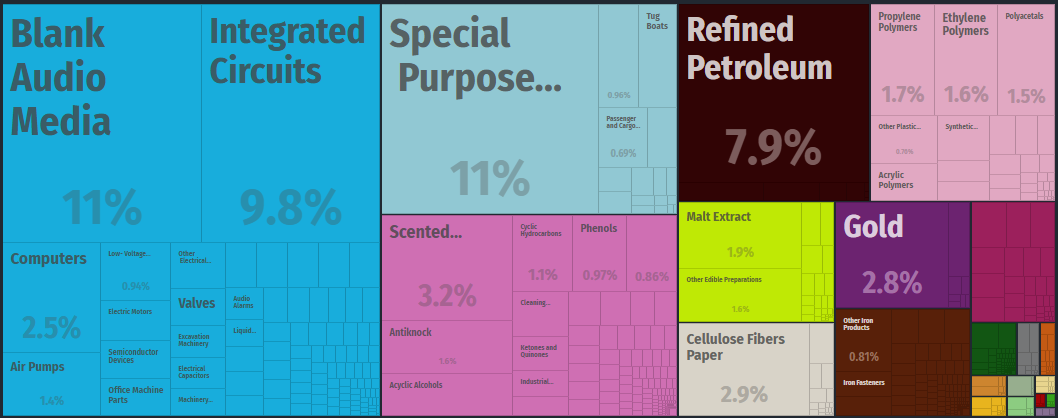 Blank
Audio
Media
11%
Integrated
Circuits
9.8%
Computers
2.5%
Air Pumps
1.4%
Low- Voltage...
0.94%
Electric Motors
Semiconductor
Devices
Office Machine
Parts
Other
Electrical...
Valves
Excavation
Machinery
Electrical
Capacitors
Machinery...
Audio
Alarms
Liquid...
Special
Purpose...
11%
0.96%
Tug
Boats
Passenger
and Cargo...
0.69%
Scented...
3.2%
Antiknock
1.6%
Acyclic Alcohols
Cyclic
Hydrocarbons
1.1%
Phenols
0.97%
0.86%
Cleaning...
Ketones and
Quinones
Industrial...
Refined
Petroleum
7.9%
Propylene
Polymers
1.7%
Ethylene
Polymers
1.6%
Polyacetals
1.5%
Other Plastic...
0.78%
Synthetic...
Acrylic
Polymers
Malt Extract
1.9%
Other Edible Preparations
1.6%
Gold
2.8%
Cellulose Fibers
Paper
2.9%
Other Iron
Products
0.81%
Iron Fasteners